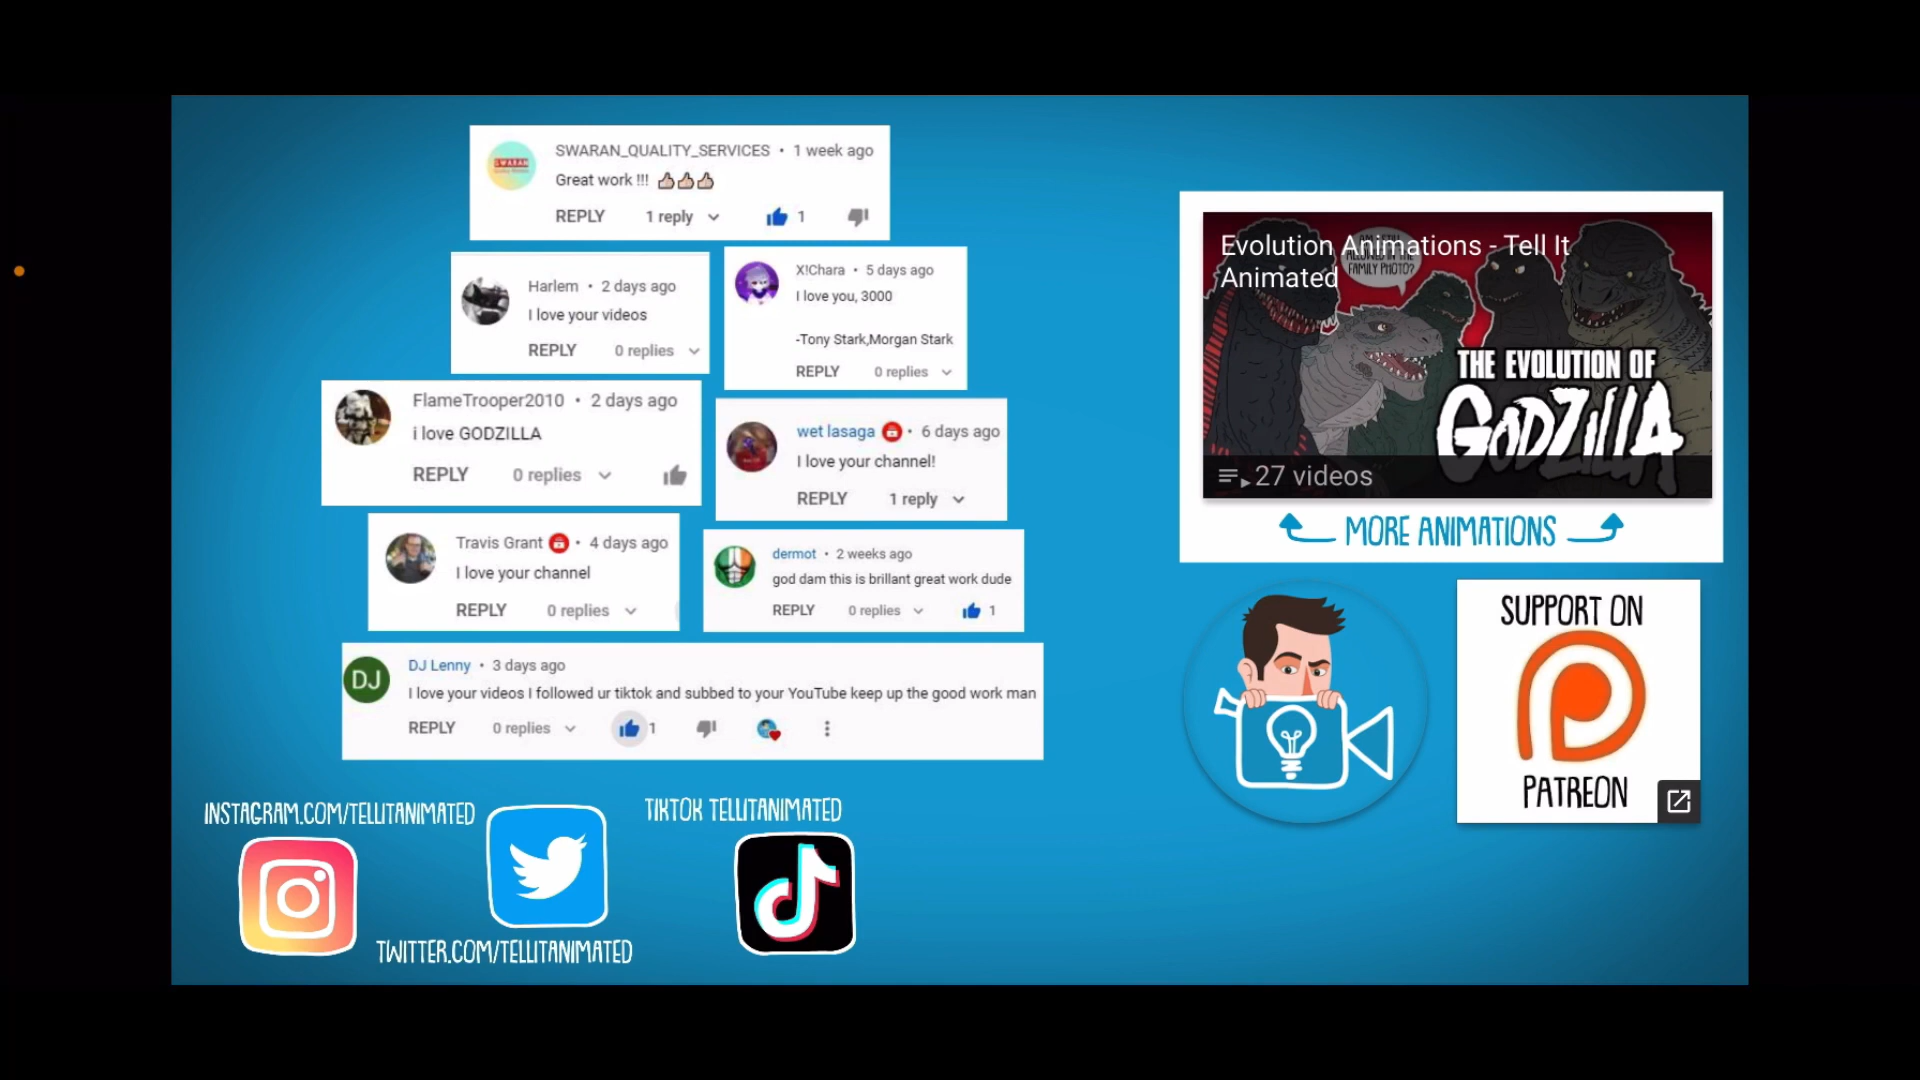 SWARAN_QUALITY_SERVICES • 1 week ago
Great work !!! 👍👍👍
REPLY 1 reply 1
Harlem • 2 days ago
I love your videos
REPLY 0 replies
X!Chara • 5 days ago
I love you, 3000
-Tony Stark,Morgan Stark
REPLY 0 replies
FlameTrooper2010 • 2 days ago
i love GODZILLA
REPLY 0 replies
wet lasaga • 6 days ago
I love your channel!
REPLY 1 reply
Travis Grant • 4 days ago
I love your channel
REPLY 0 replies
dermot • 2 weeks ago
god dam this is brillant great work dude
REPLY 0 replies 1
DJ
DJ Lenny • 3 days ago
I love your videos I followed ur tiktok and subbed to your YouTube keep up the good work man
REPLY 0 replies 1
INSTAGRAM.COM/TELLITANIMATED
TWITTER.COM/TELLITANIMATED
TIKTOK TELLITANIMATED
Evolution Animations - Tell It
Animated
FAMILY PHOTO?
THE EVOLUTION OF
GODZILLA
27 videos
MORE ANIMATIONS
SUPPORT ON
PATREON